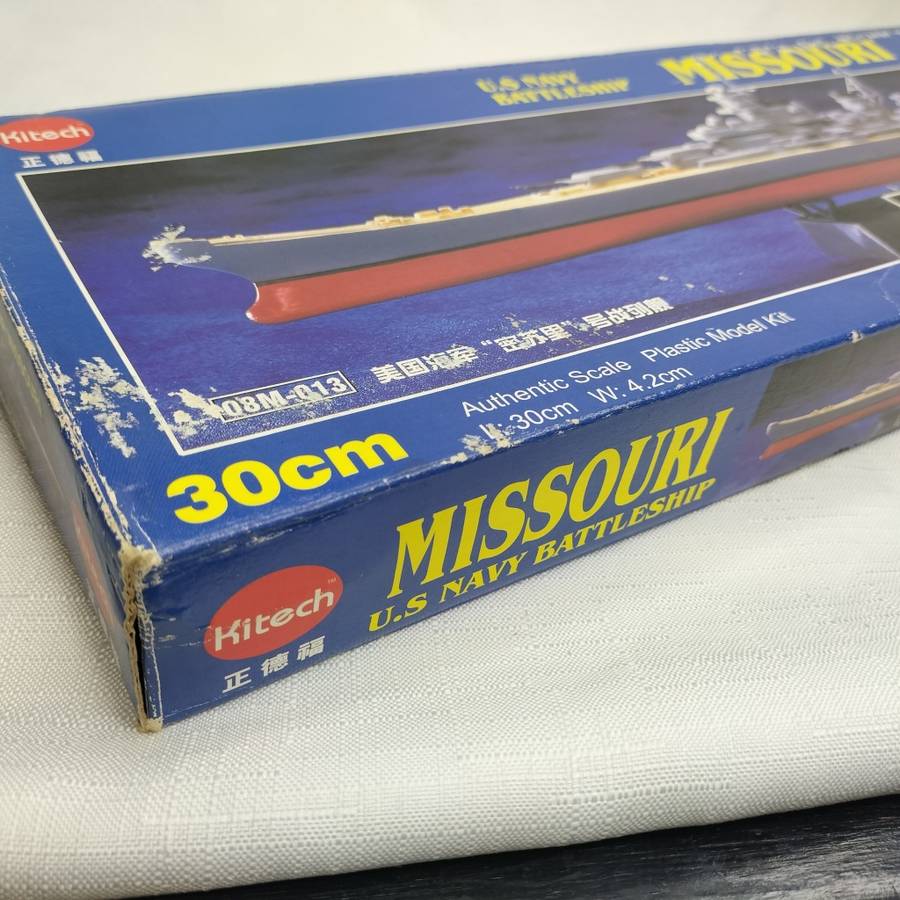 Kitech
正德福
U.S NAVY
BATTLESHIP
MISSOURI
美国海军“密苏里”号战列舰
08M-013
Authentic Scale Plastic Model Kit
L: 30cm W: 4.2cm
30cm
MISSOURI
U.S NAVY BATTLESHIP
Kitech™
正德福